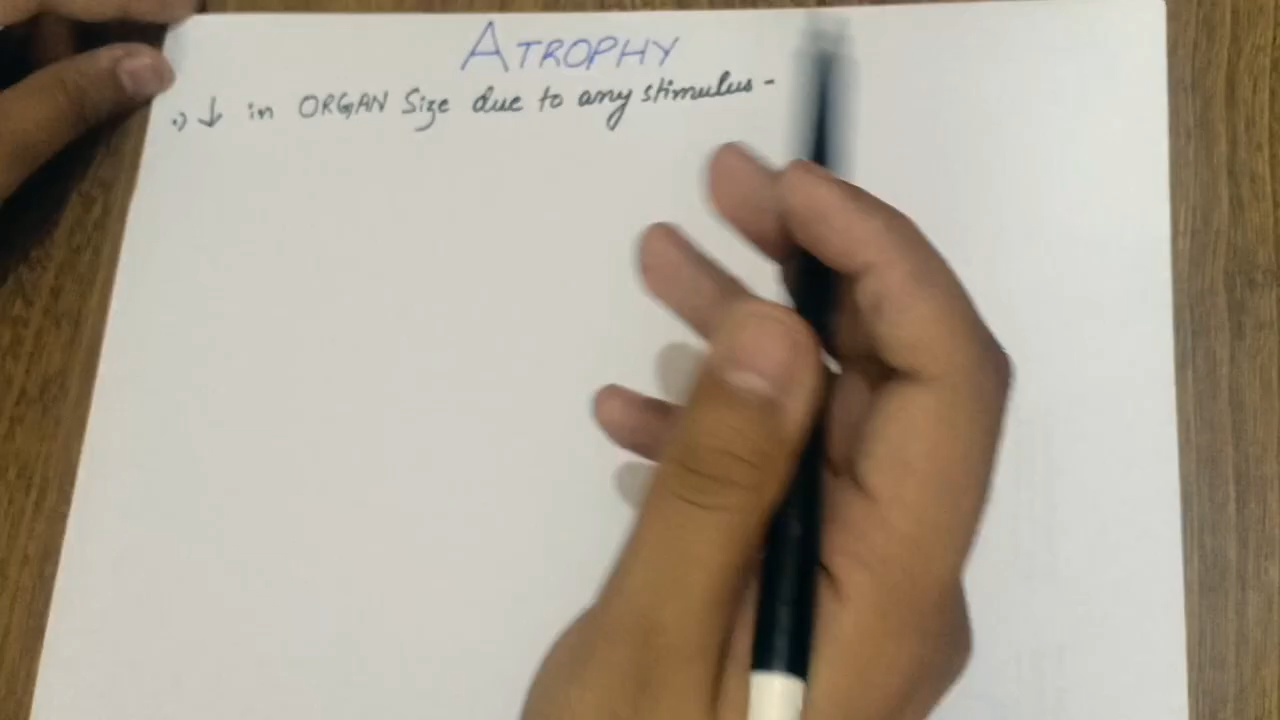 ATROPHY
•) ↓ in ORGAN Size due to any stimulus -